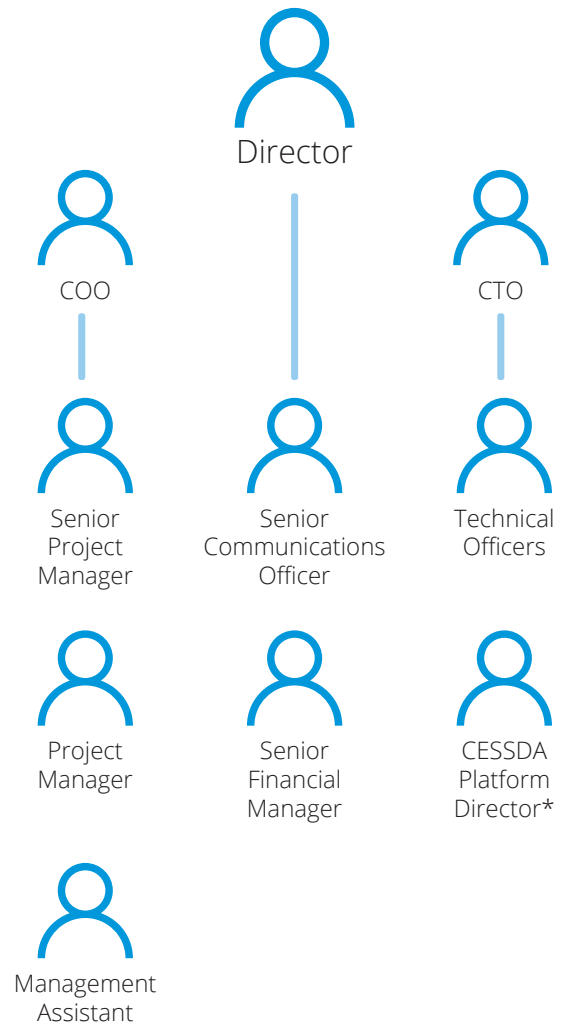 Director
COO
CTO
Senior
Project
Manager
Senior
Communications
Officer
Technical
Officers
Project
Manager
Senior
Financial
Manager
CESSDA
Platform
Director*
Management
Assistant